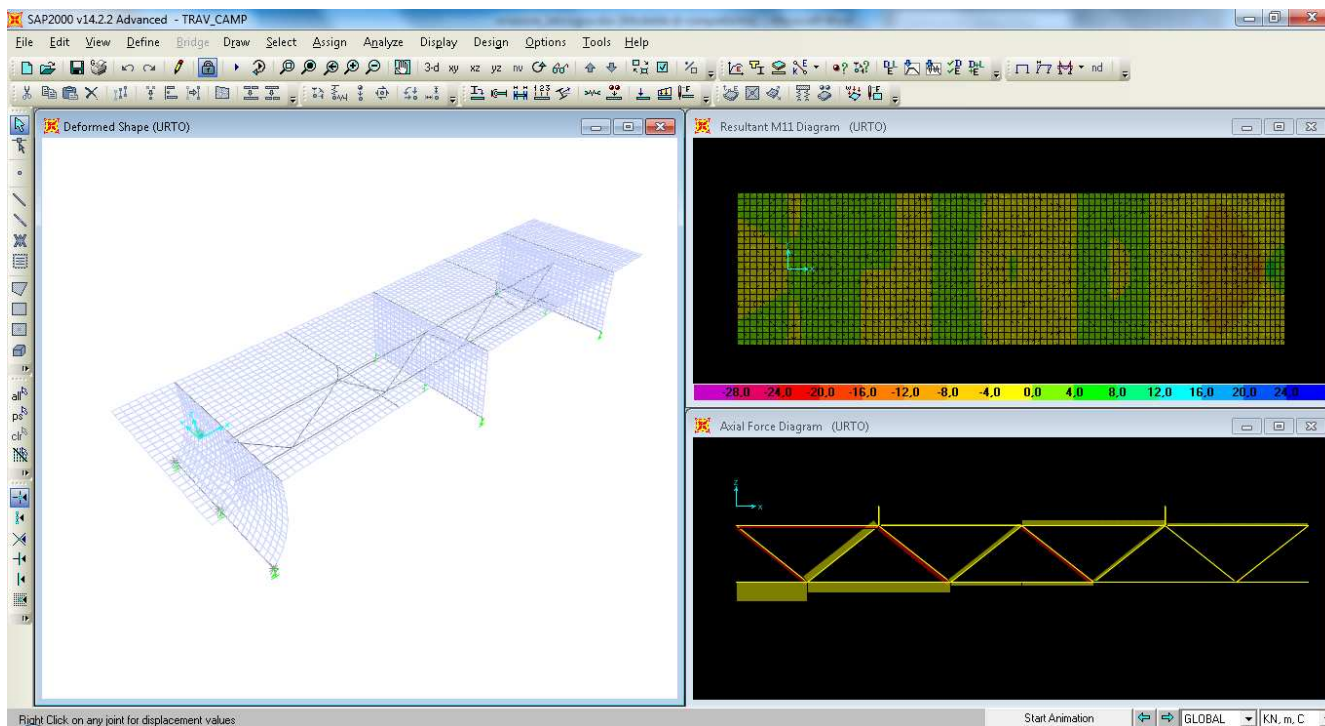 SAP2000 v14.2.2 Advanced - TRAV_CAMP
File Edit View Define Bridge Draw Select Assign Analyze Display Design Options Tools Help
3-d xy xz yz nv
nd
Deformed Shape (URTO)
Resultant M11 Diagram (URTO)
-28,0 -24,0 -20,0 -16,0 -12,0 -8,0 -4,0 0,0 4,0 8,0 12,0 16,0 20,0 24,0
Axial Force Diagram (URTO)
Z
X
all
ps
clr
Right Click on any joint for displacement values
Start Animation
GLOBAL
KN, m, C